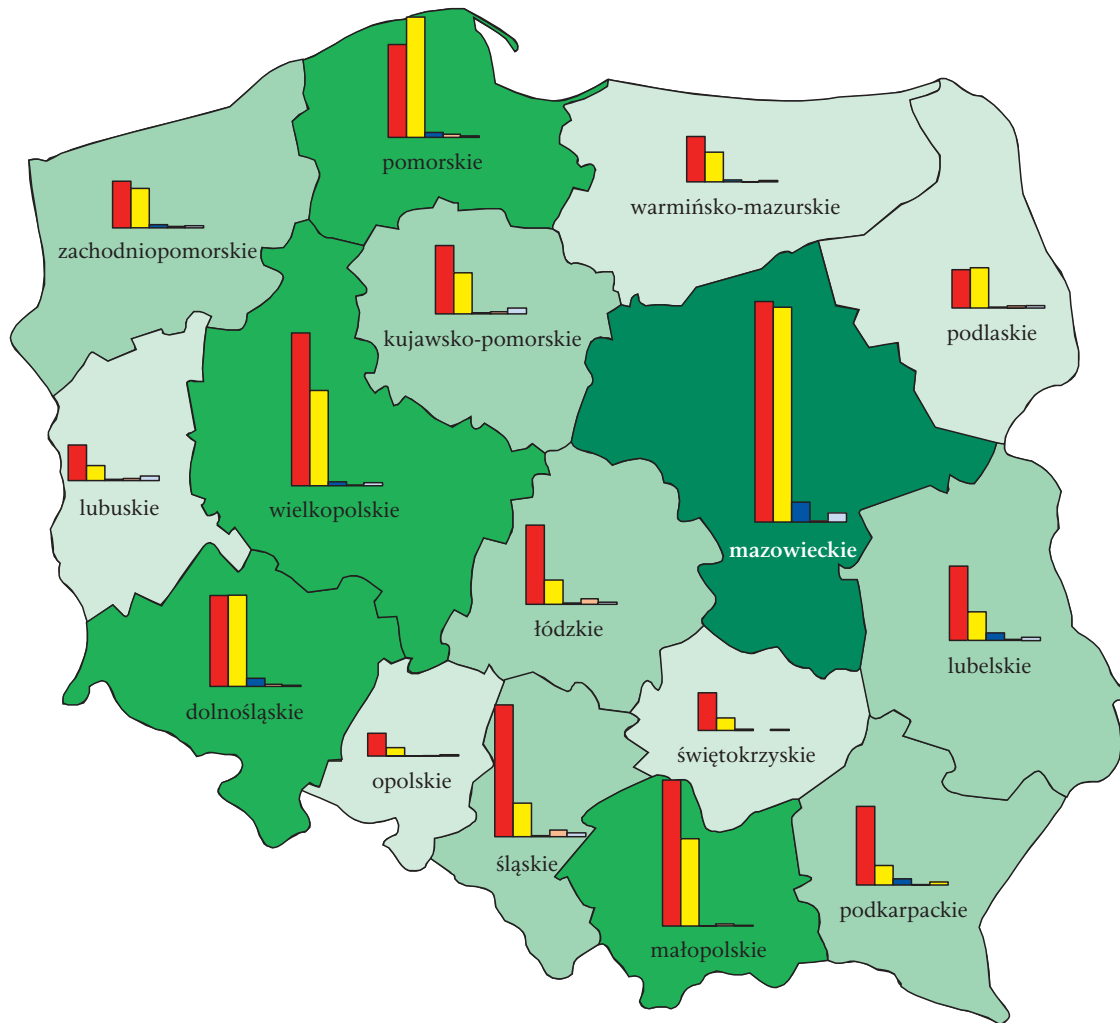 pomorskie
warmińsko-mazurskie
zachodniopomorskie
kujawsko-pomorskie
podlaskie
lubuskie
wielkopolskie
mazowieckie
łódzkie
lubelskie
dolnośląskie
świętokrzyskie
opolskie
śląskie
podkarpackie
małopolskie